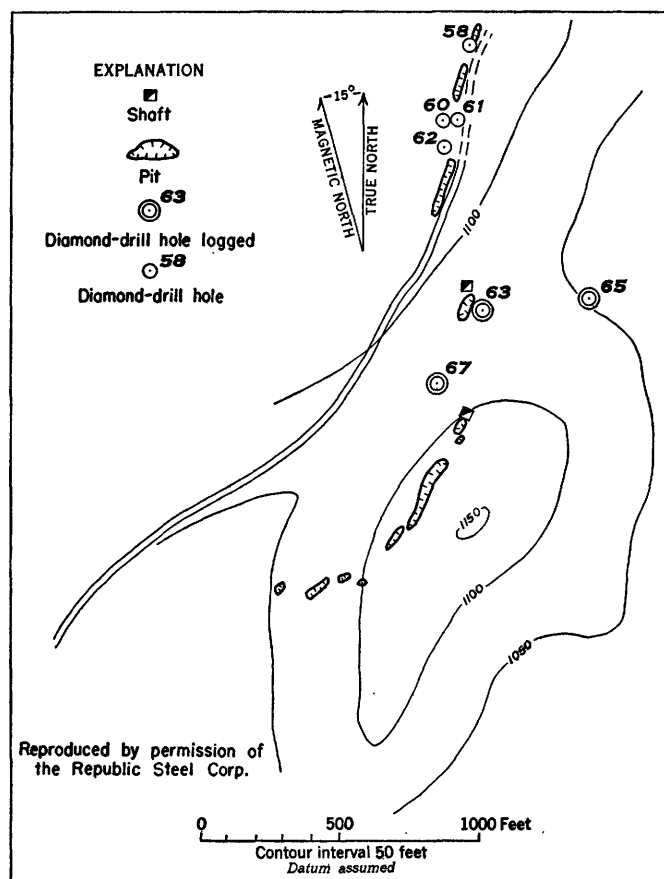 EXPLANATION
Shaft
Pit
63
Diamond-drill hole logged
58
Diamond-drill hole
15°
MAGNETIC NORTH
TRUE NORTH
58
60
61
62
1100
63
65
67
1150
1100
1050
Reproduced by permission of
the Republic Steel Corp.
0 500 1000 Feet
Contour interval 50 feet
Datum assumed